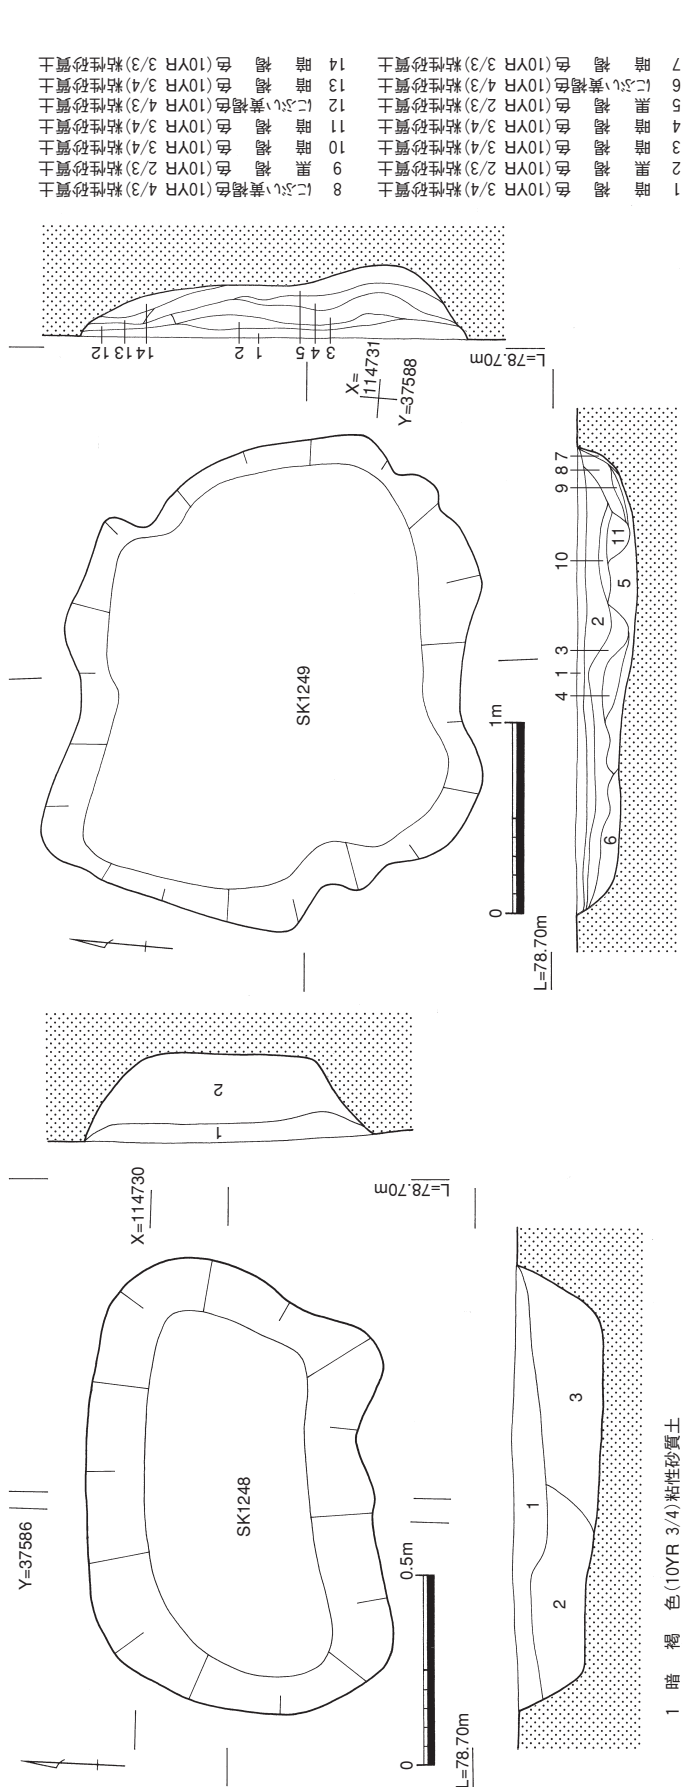 1 暗褐色(10YR 3/4)粘性砂質土
2 黒褐色(10YR 2/3)粘性砂質土
3 暗褐色(10YR 3/4)粘性砂質土
4 暗褐色(10YR 3/4)粘性砂質土
5 黒褐色(10YR 2/3)粘性砂質土
6 にぶい黄褐色(10YR 4/3)粘性砂質土
7 暗褐色(10YR 3/3)粘性砂質土
8 にぶい黄褐色(10YR 4/3)粘性砂質土
9 黒褐色(10YR 2/3)粘性砂質土
10 暗褐色(10YR 3/4)粘性砂質土
11 暗褐色(10YR 3/4)粘性砂質土
12 にぶい黄褐色(10YR 4/3)粘性砂質土
13 暗褐色(10YR 3/4)粘性砂質土
14 暗褐色(10YR 3/3)粘性砂質土
12 13 14 2 1 5 4 3
L=78.70m
X=
114731
Y=37588
7
8
9
11
10
5
2
3
1
4
6
SK1249
1m
0
L=78.70m
2
1
X=114730
L=78.70m
Y=37586
SK1248
0.5m
0
L=78.70m
3
1
2
1 暗褐色(10YR 3/4)粘性砂質土